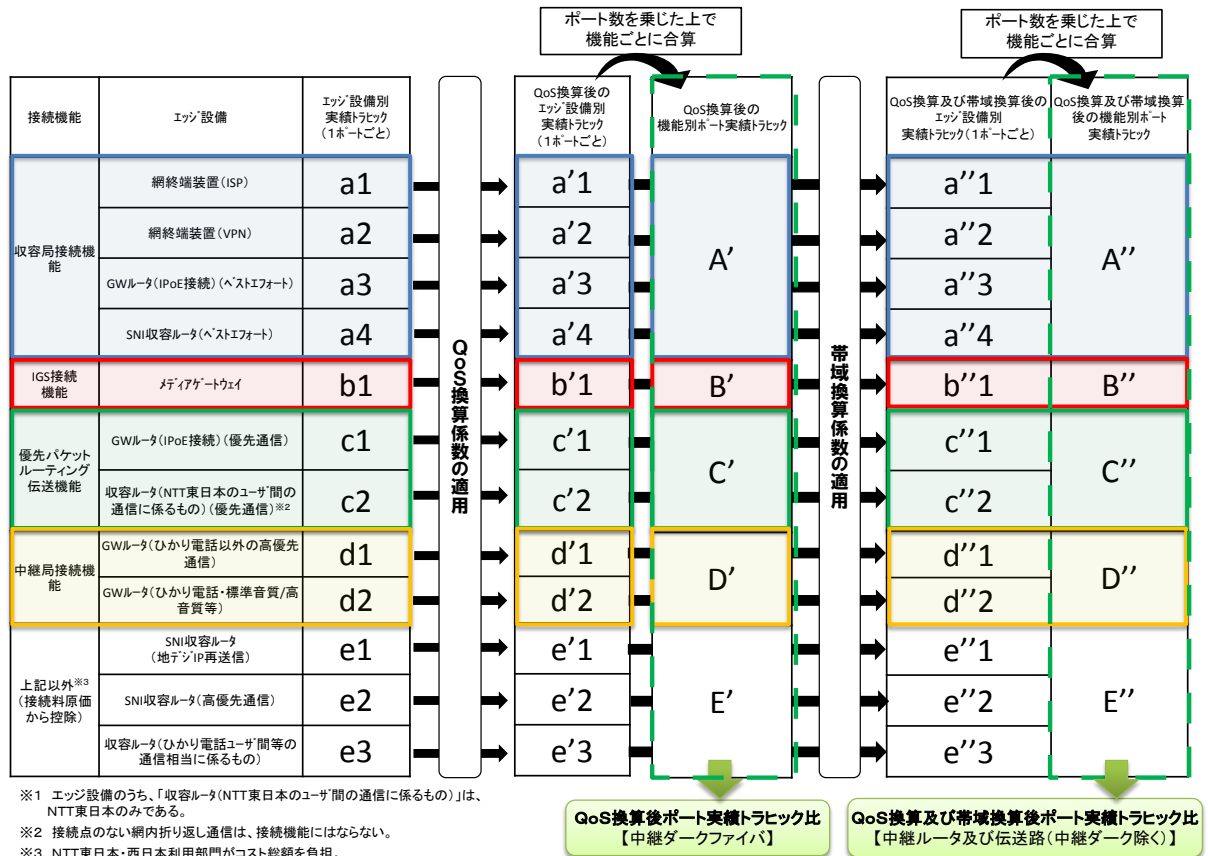 ポート数を乗じた上で
機能ごとに合算
ポート数を乗じた上で
機能ごとに合算
接続機能
エッジ設備
エッジ設備別
実績トラヒック
(1ポートごと)
QoS換算後の
エッジ設備別
実績トラヒック
(1ポートごと)
QoS換算後の
機能別ポート実績トラヒック
QoS換算及び帯域換算後の
エッジ設備別
実績トラヒック(1ポートごと)
QoS換算及び帯域換算
後の機能別ポート
実績トラヒック
収容局接続機
能
網終端装置(ISP)
a1
a'1
a''1
網終端装置(VPN)
a2
a'2
a''2
GWルータ(IPoE接続)(ベストエフォート)
a3
a'3
a''3
SNI収容ルータ(ベストエフォート)
a4
a'4
a''4
A'
A''
IGS接続
機能
メディアゲートウェイ
b1
b'1
B'
b''1
B''
優先パケット
ルーティング
伝送機能
GWルータ(IPoE接続)(優先通信)
c1
c'1
c''1
収容ルータ(NTT東日本のユーザ間の
通信に係るもの)(優先通信)※2
c2
c'2
c''2
C'
C''
中継局接続機
能
GWルータ(ひかり電話以外の高優先
通信)
d1
d'1
d''1
GWルータ(ひかり電話・標準音質/高
音質等)
d2
d'2
d''2
D'
D''
上記以外※3
(接続料原価
から控除)
SNI収容ルータ
(地デジIP再送信)
e1
e'1
e''1
SNI収容ルータ(高優先通信)
e2
e'2
e''2
収容ルータ(ひかり電話ユーザ間等の
通信相当に係るもの)
e3
e'3
e''3
E'
E''
QoS換算係数の適用
帯域換算係数の適用
※1 エッジ設備のうち、「収容ルータ(NTT東日本のユーザ間の通信に係るもの)」は、
NTT東日本のみである。
※2 接続点のない網内折り返し通信は、接続機能にはならない。
※3 NTT東日本・西日本利用部門がコスト総額を負担。
QoS換算後ポート実績トラヒック比
【中継ダークファイバ】
QoS換算及び帯域換算後ポート実績トラヒック比
【中継ルータ及び伝送路(中継ダーク除く)】